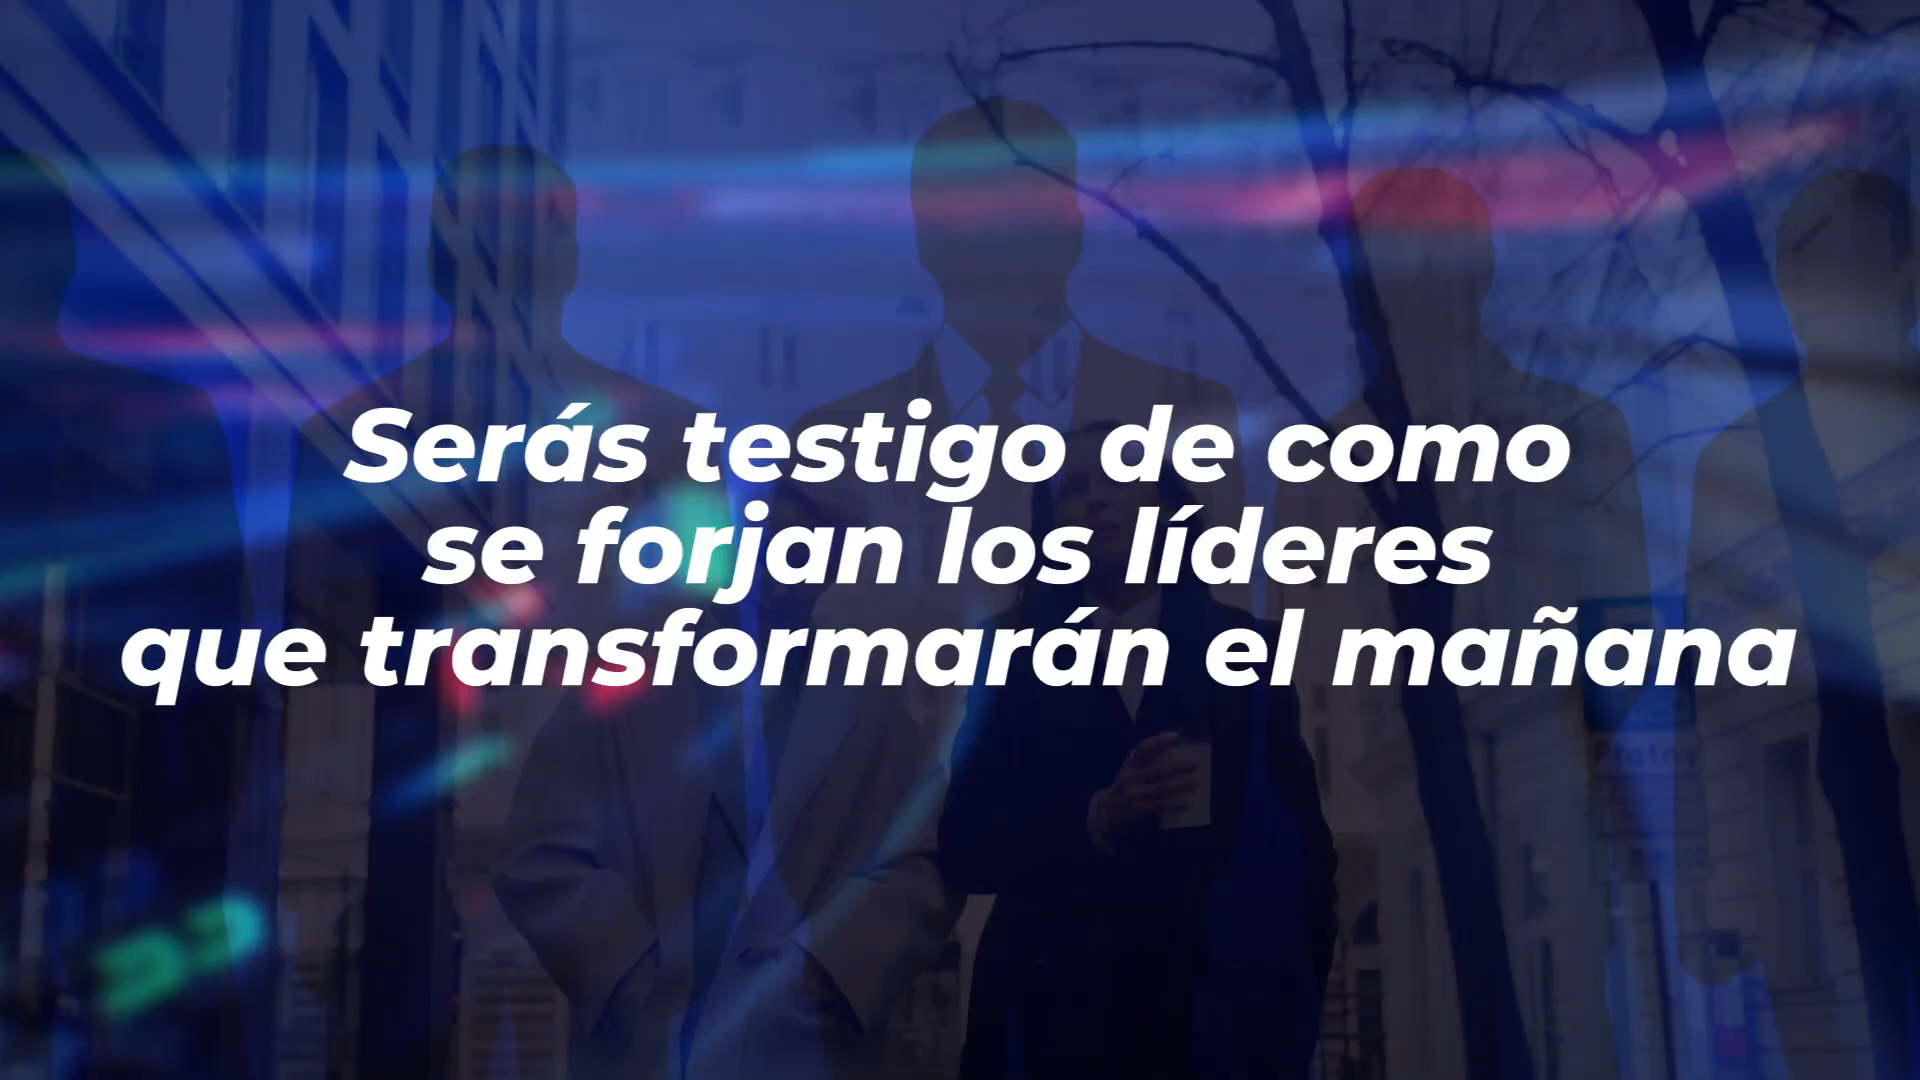 Serás testigo de como
se forjan los líderes
que transformarán el mañana